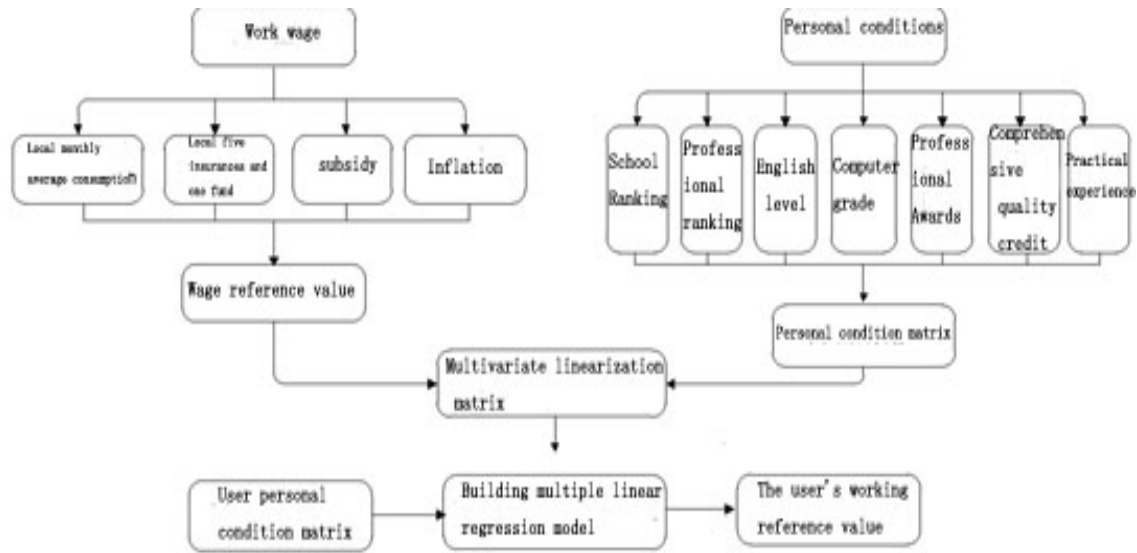 Work wage
Personal conditions
Local monthly
average consumption
Local five
insurances and
one fund
subsidy
Inflation
School
Ranking
Profess
ional
ranking
English
level
Computer
grade
Profess
ional
Awards
Comprehen
sive
quality
credit
Practical
experience
Wage reference value
Personal condition matrix
Multivariate linearization
matrix
User personal
condition matrix
Building multiple linear
regression model
The user's working
reference value